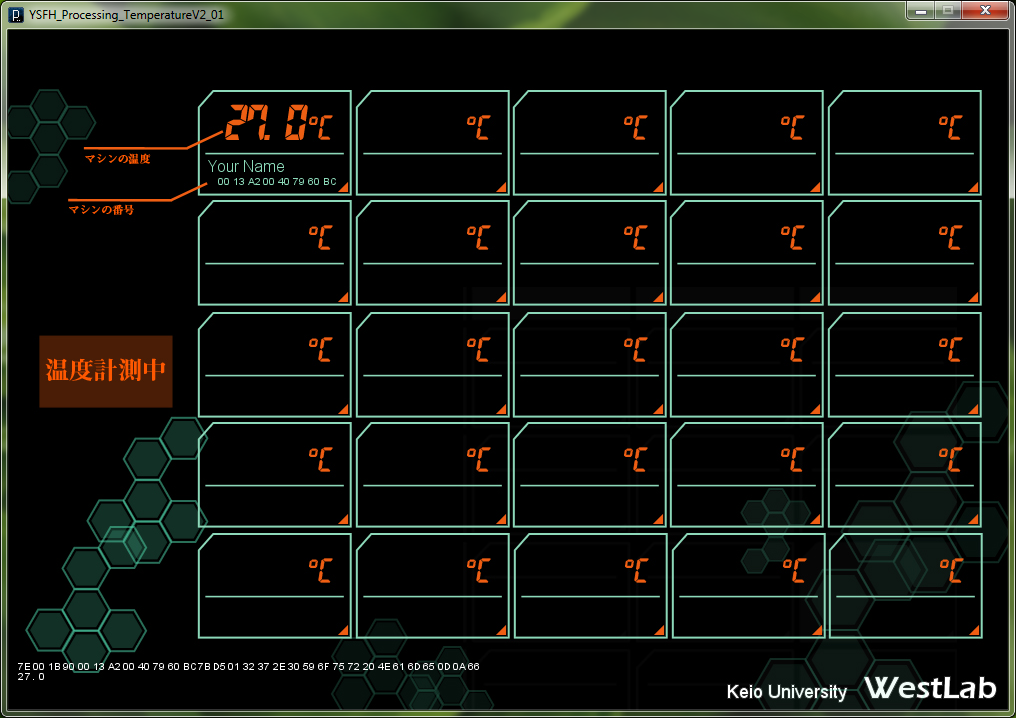 YSFH_Processing_TemperatureV2_01
27.0℃ ℃ ℃ ℃ ℃
マシンの温度
Your Name
00 13 A2 00 40 79 60 BC
マシンの番号
℃ ℃ ℃ ℃ ℃
℃ ℃ ℃ ℃ ℃
温度計測中
℃ ℃ ℃ ℃ ℃
℃ ℃ ℃ ℃ ℃
7E 00 1B 90 00 13 A2 00 40 79 60 BC 7B D5 01 32 37 2E 30 59 6F 75 72 20 4E 61 6D 65 0D 0A 66
27.0
Keio University WestLab